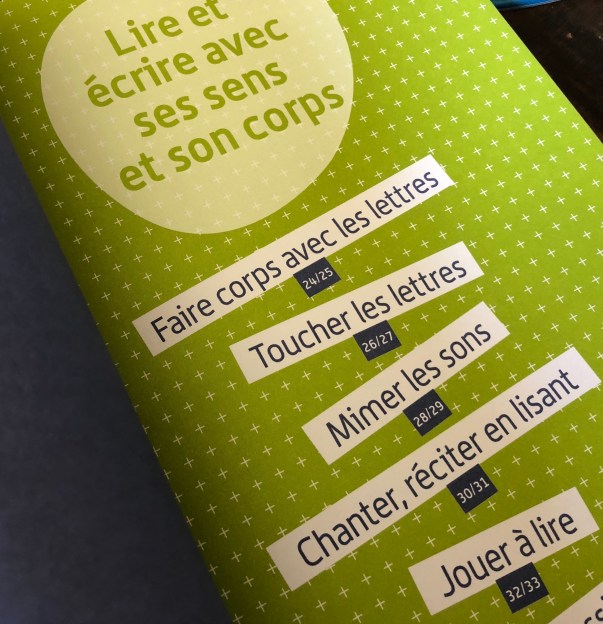 Lire et
écrire avec
ses sens
et son corps
Faire corps avec les lettres
24/25
Toucher les lettres
26/27
Mimer les sons
28/29
Chanter, réciter en lisant
30/31
Jouer à lire
32/33